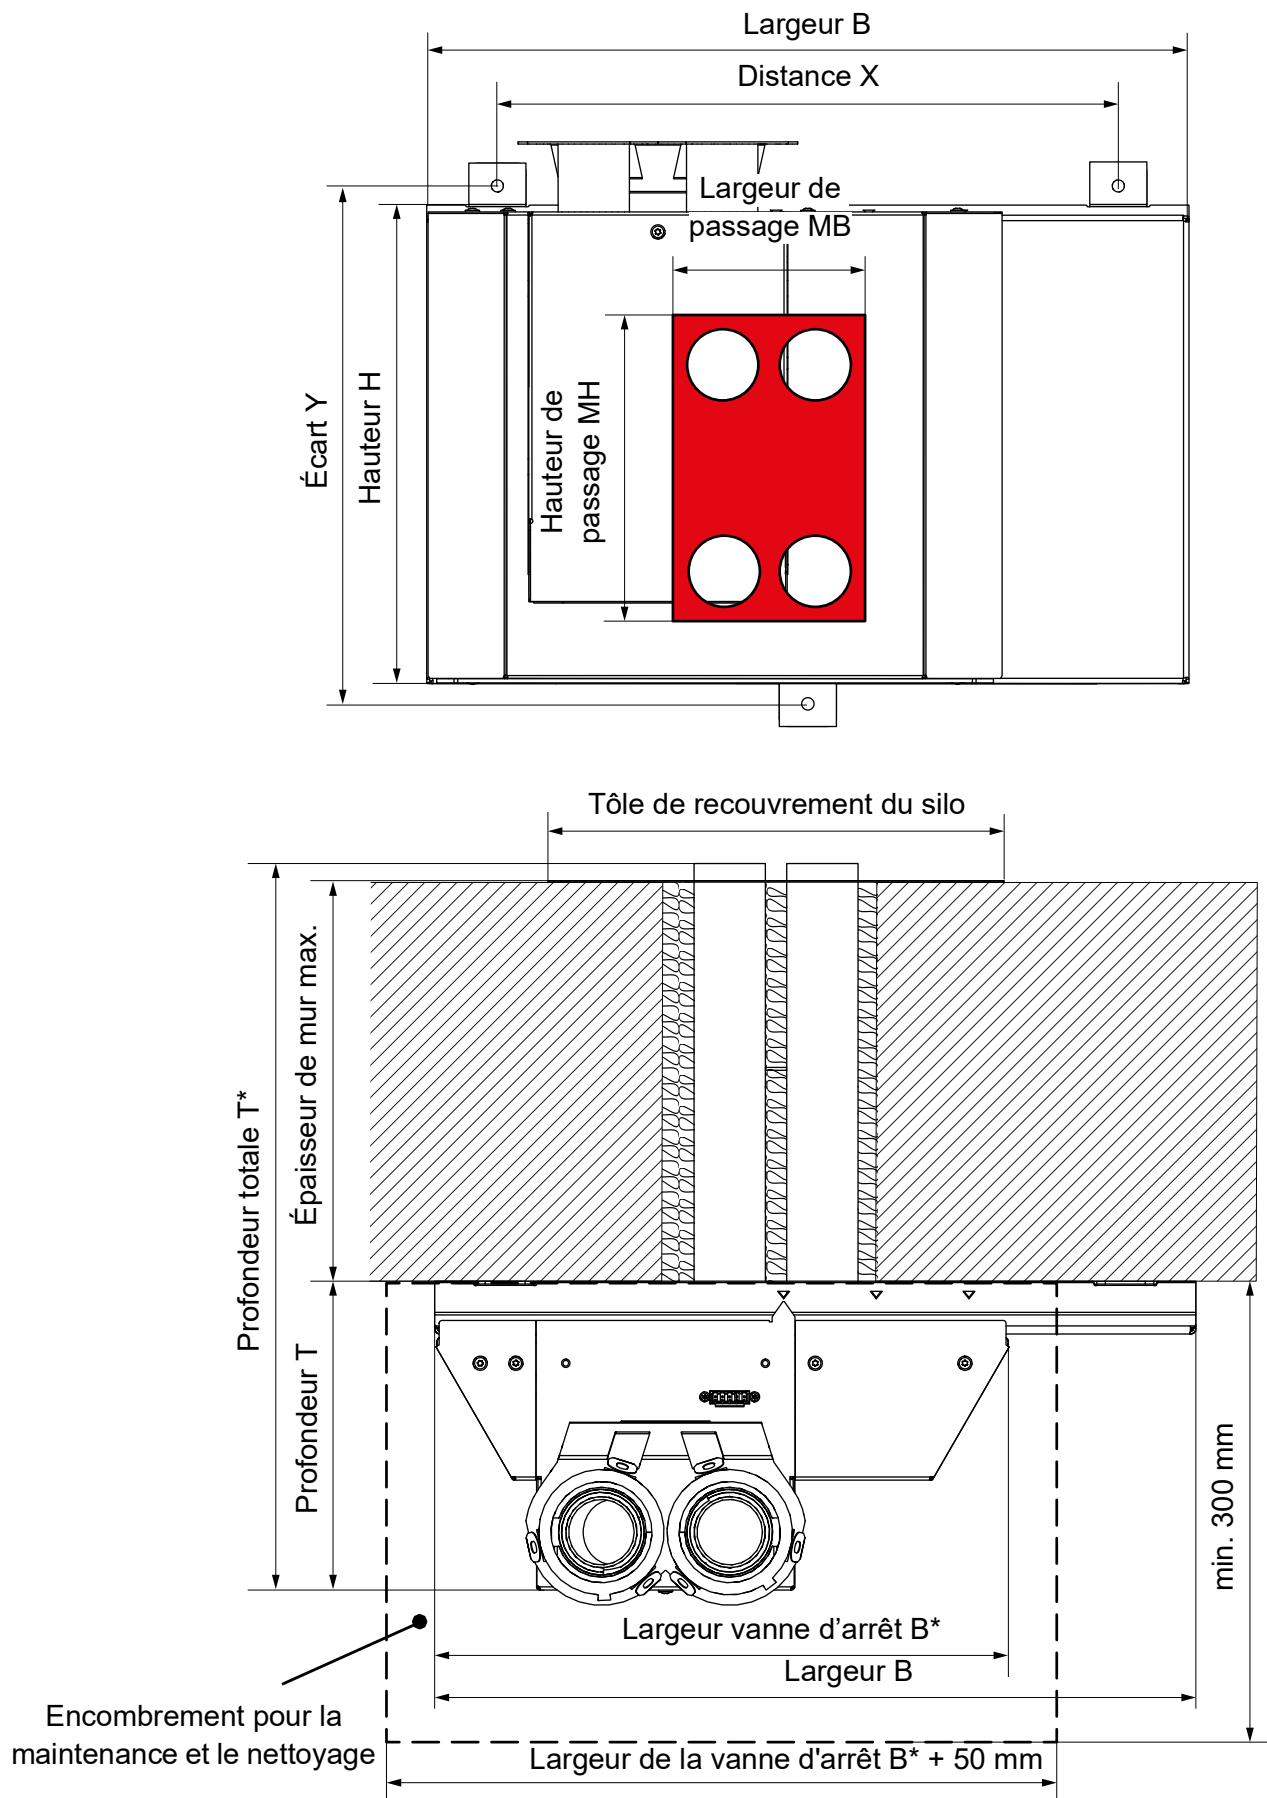 Largeur B
Distance X
Largeur de
passage MB
Écart Y
Hauteur H
Hauteur de
passage MH
Tôle de recouvrement du silo
Profondeur totale T*
Épaisseur de mur max.
Profondeur T
min. 300 mm
Largeur vanne d’arrêt B*
Largeur B
Encombrement pour la
maintenance et le nettoyage
Largeur de la vanne d'arrêt B* + 50 mm